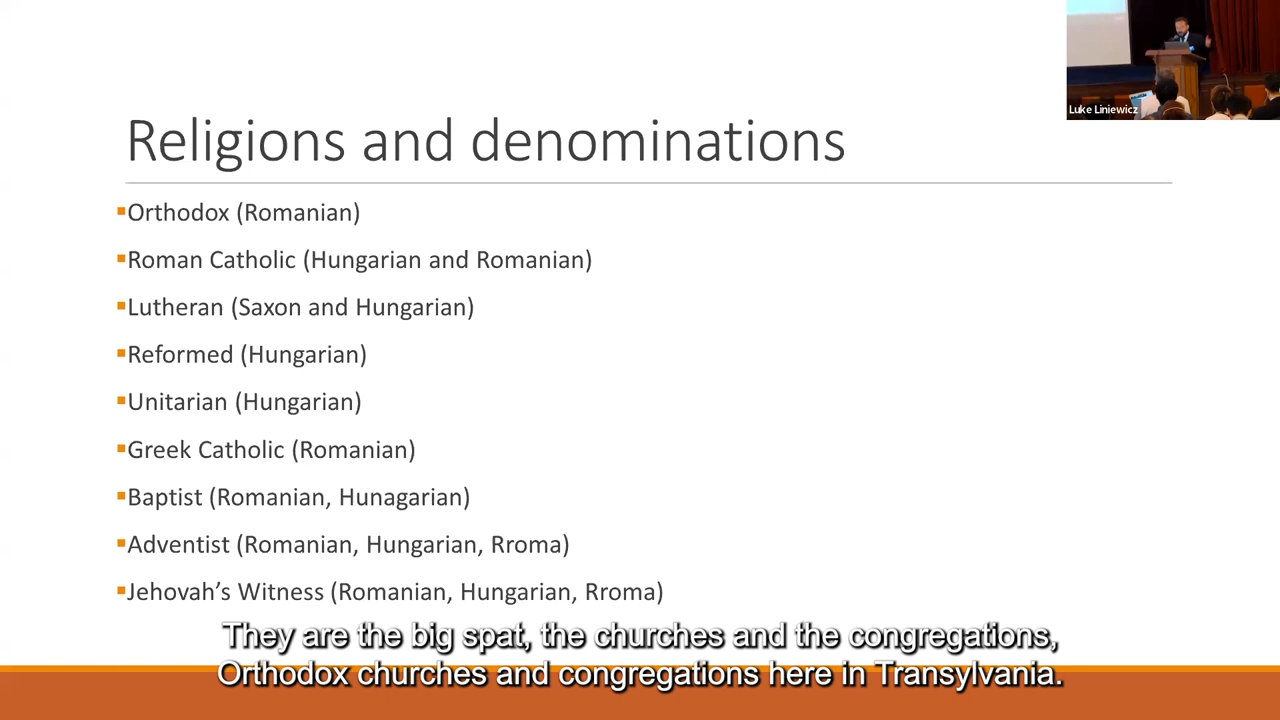 Luke Liniewicz
Religions and denominations
▪Orthodox (Romanian)
▪Roman Catholic (Hungarian and Romanian)
▪Lutheran (Saxon and Hungarian)
▪Reformed (Hungarian)
▪Unitarian (Hungarian)
▪Greek Catholic (Romanian)
▪Baptist (Romanian, Hunagarian)
▪Adventist (Romanian, Hungarian, Rroma)
▪Jehovah’s Witness (Romanian, Hungarian, Rroma)
They are the big spat, the churches and the congregations,
Orthodox churches and congregations here in Transylvania.